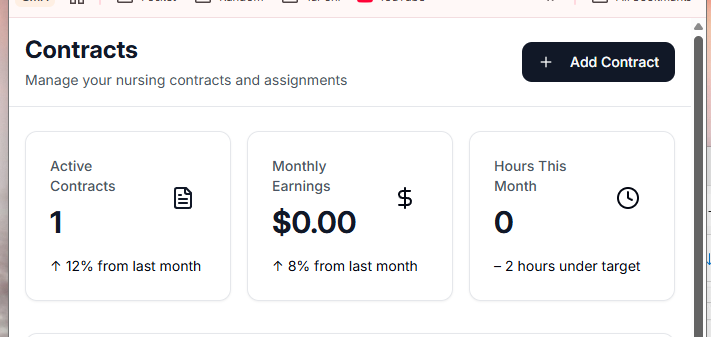 Contracts
Manage your nursing contracts and assignments
+ Add Contract
Active
Contracts
1
↑ 12% from last month
Monthly
Earnings
$0.00
↑ 8% from last month
Hours This
Month
0
– 2 hours under target